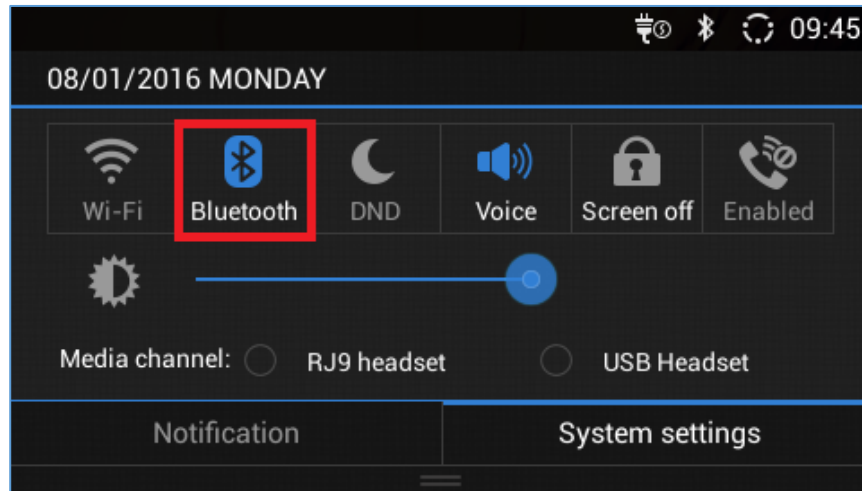 09:45
08/01/2016 MONDAY
Wi-Fi Bluetooth DND Voice Screen off Enabled
Media channel: RJ9 headset USB Headset
Notification System settings